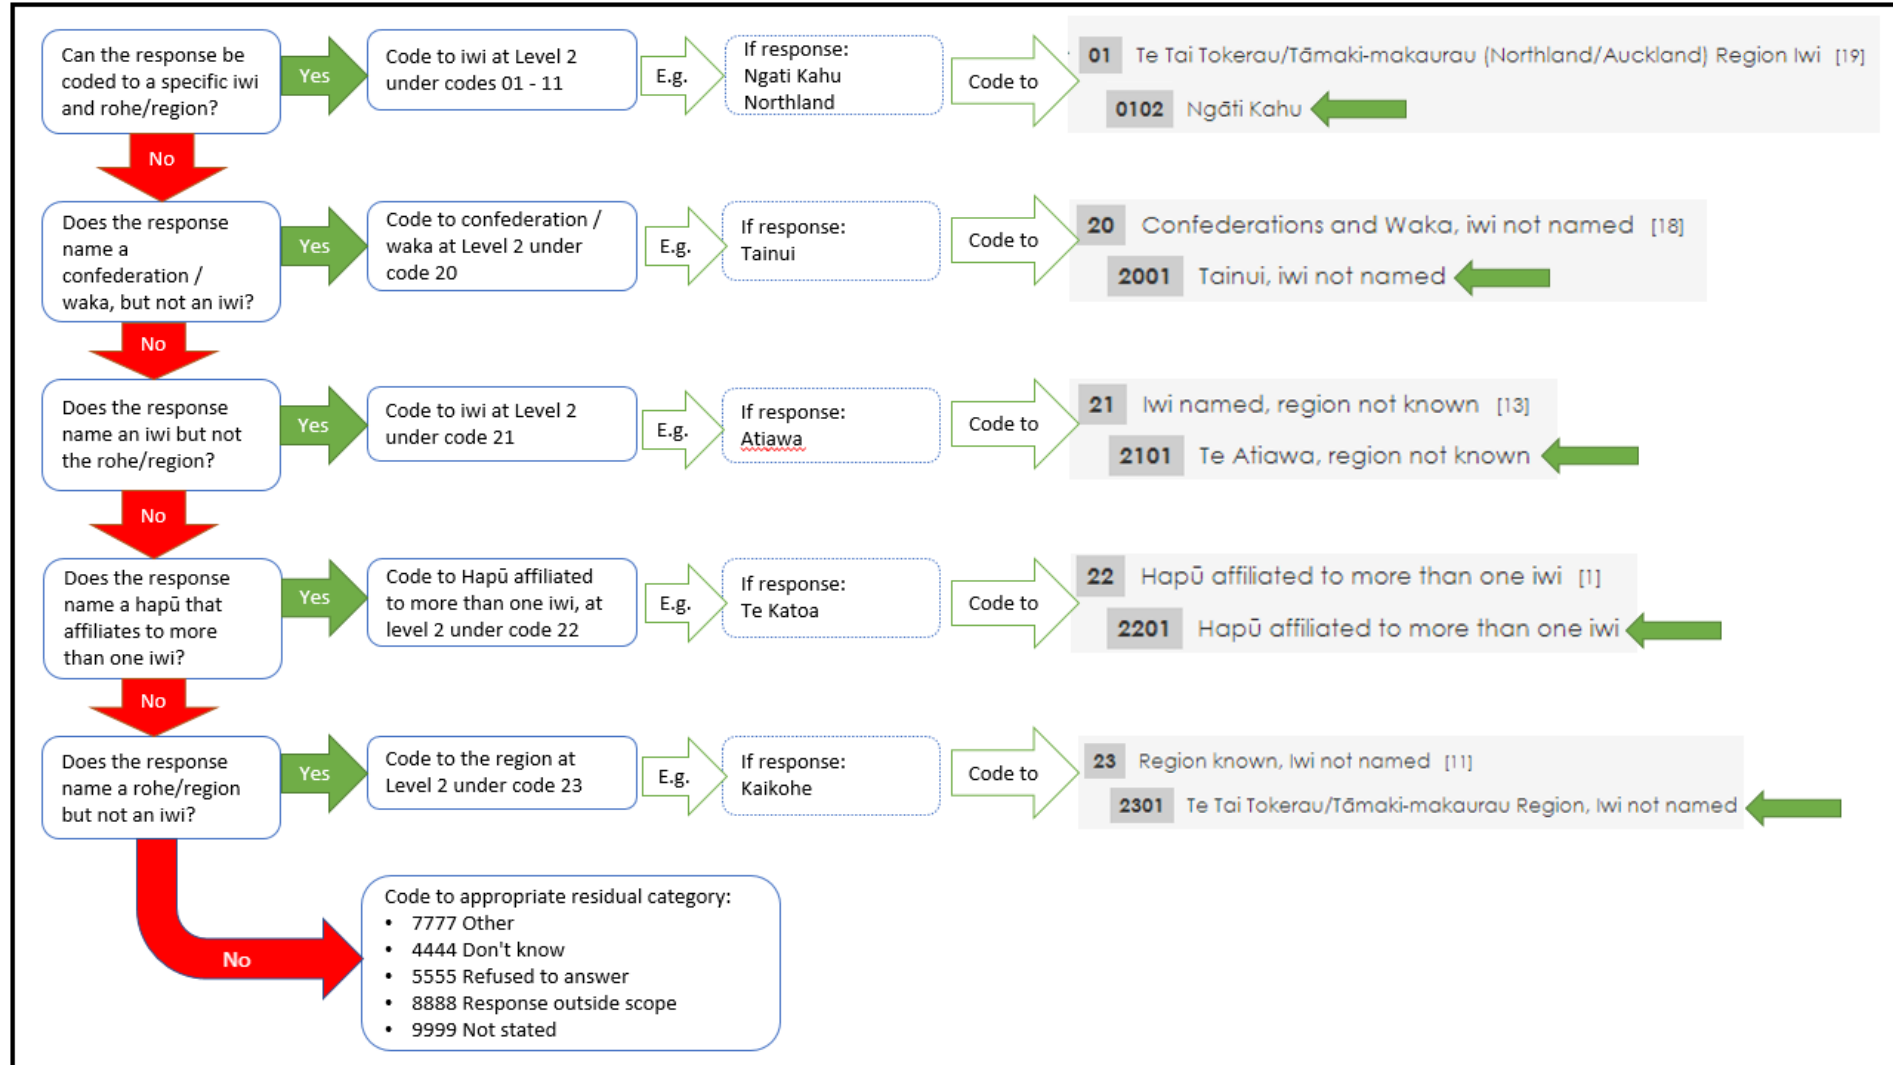 Can the response be
coded to a specific iwi
and rohe/region?
Yes
Code to iwi at Level 2
under codes 01 - 11
E.g.
If response:
Ngati Kahu
Northland
Code to
01 Te Tai Tokerau/Tāmaki-makaurau (Northland/Auckland) Region Iwi [19]
0102 Ngāti Kahu
No
Does the response
name a
confederation /
waka, but not an iwi?
Yes
Code to confederation /
waka at Level 2 under
code 20
E.g.
If response:
Tainui
Code to
20 Confederations and Waka, iwi not named [18]
2001 Tainui, iwi not named
No
Does the response
name an iwi but not
the rohe/region?
Yes
Code to iwi at Level 2
under code 21
E.g.
If response:
Atiawa
Code to
21 Iwi named, region not known [13]
2101 Te Atiawa, region not known
No
Does the response
name a hapū that
affiliates to more
than one iwi?
Yes
Code to Hapū affiliated
to more than one iwi, at
level 2 under code 22
E.g.
If response:
Te Katoa
Code to
22 Hapū affiliated to more than one iwi [1]
2201 Hapū affiliated to more than one iwi
No
Does the response
name a rohe/region
but not an iwi?
Yes
Code to the region at
Level 2 under code 23
E.g.
If response:
Kaikohe
Code to
23 Region known, Iwi not named [11]
2301 Te Tai Tokerau/Tāmaki-makaurau Region, Iwi not named
No
Code to appropriate residual category:
• 7777 Other
• 4444 Don't know
• 5555 Refused to answer
• 8888 Response outside scope
• 9999 Not stated